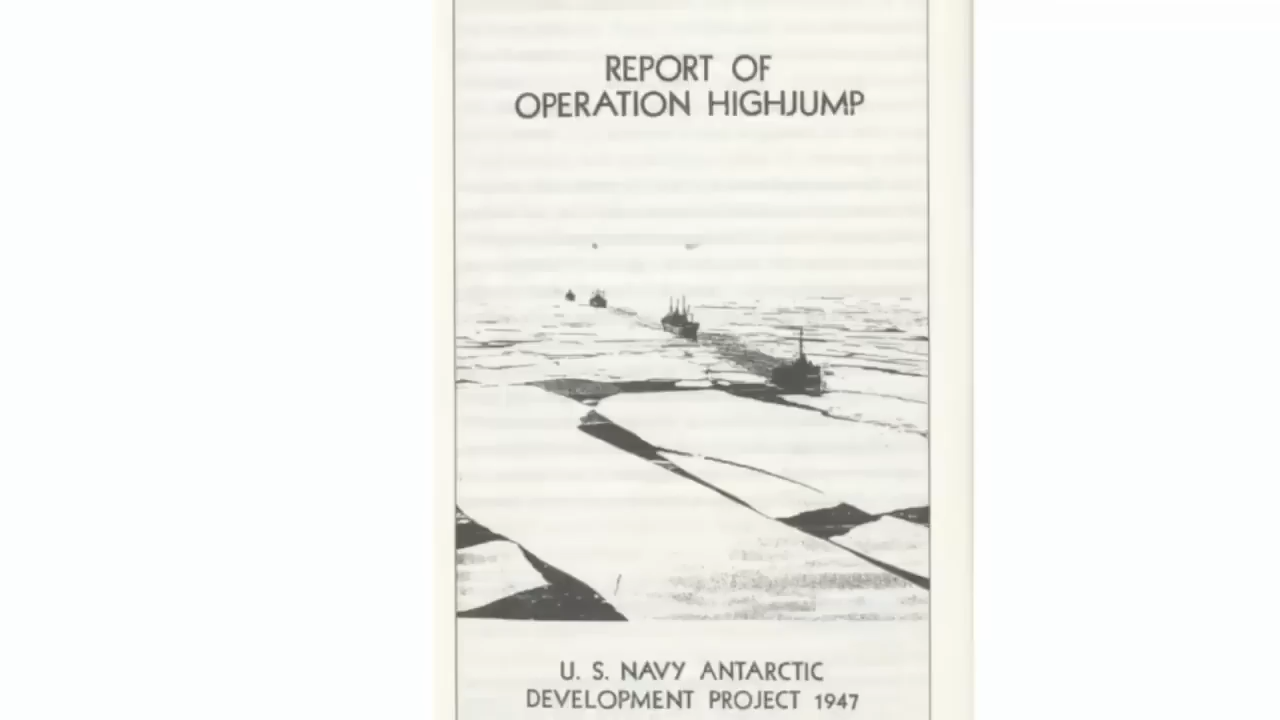 REPORT OF
OPERATION HIGHJUMP
U. S. NAVY ANTARCTIC
DEVELOPMENT PROJECT 1947